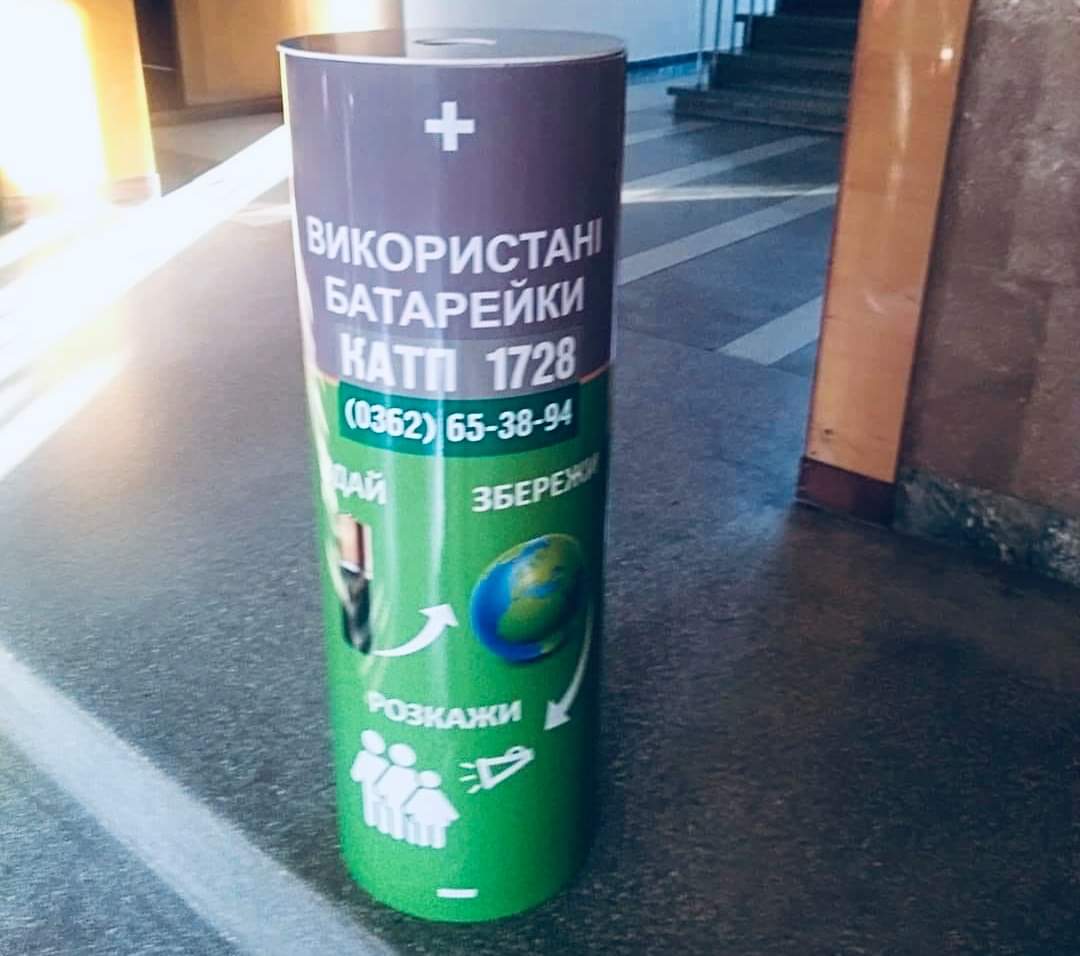 +
ВИКОРИСТАНІ
БАТАРЕЙКИ
КАТП 1728
(0362) 65-38-94
ЗБЕРЕЖИ
РОЗКАЖИ
–